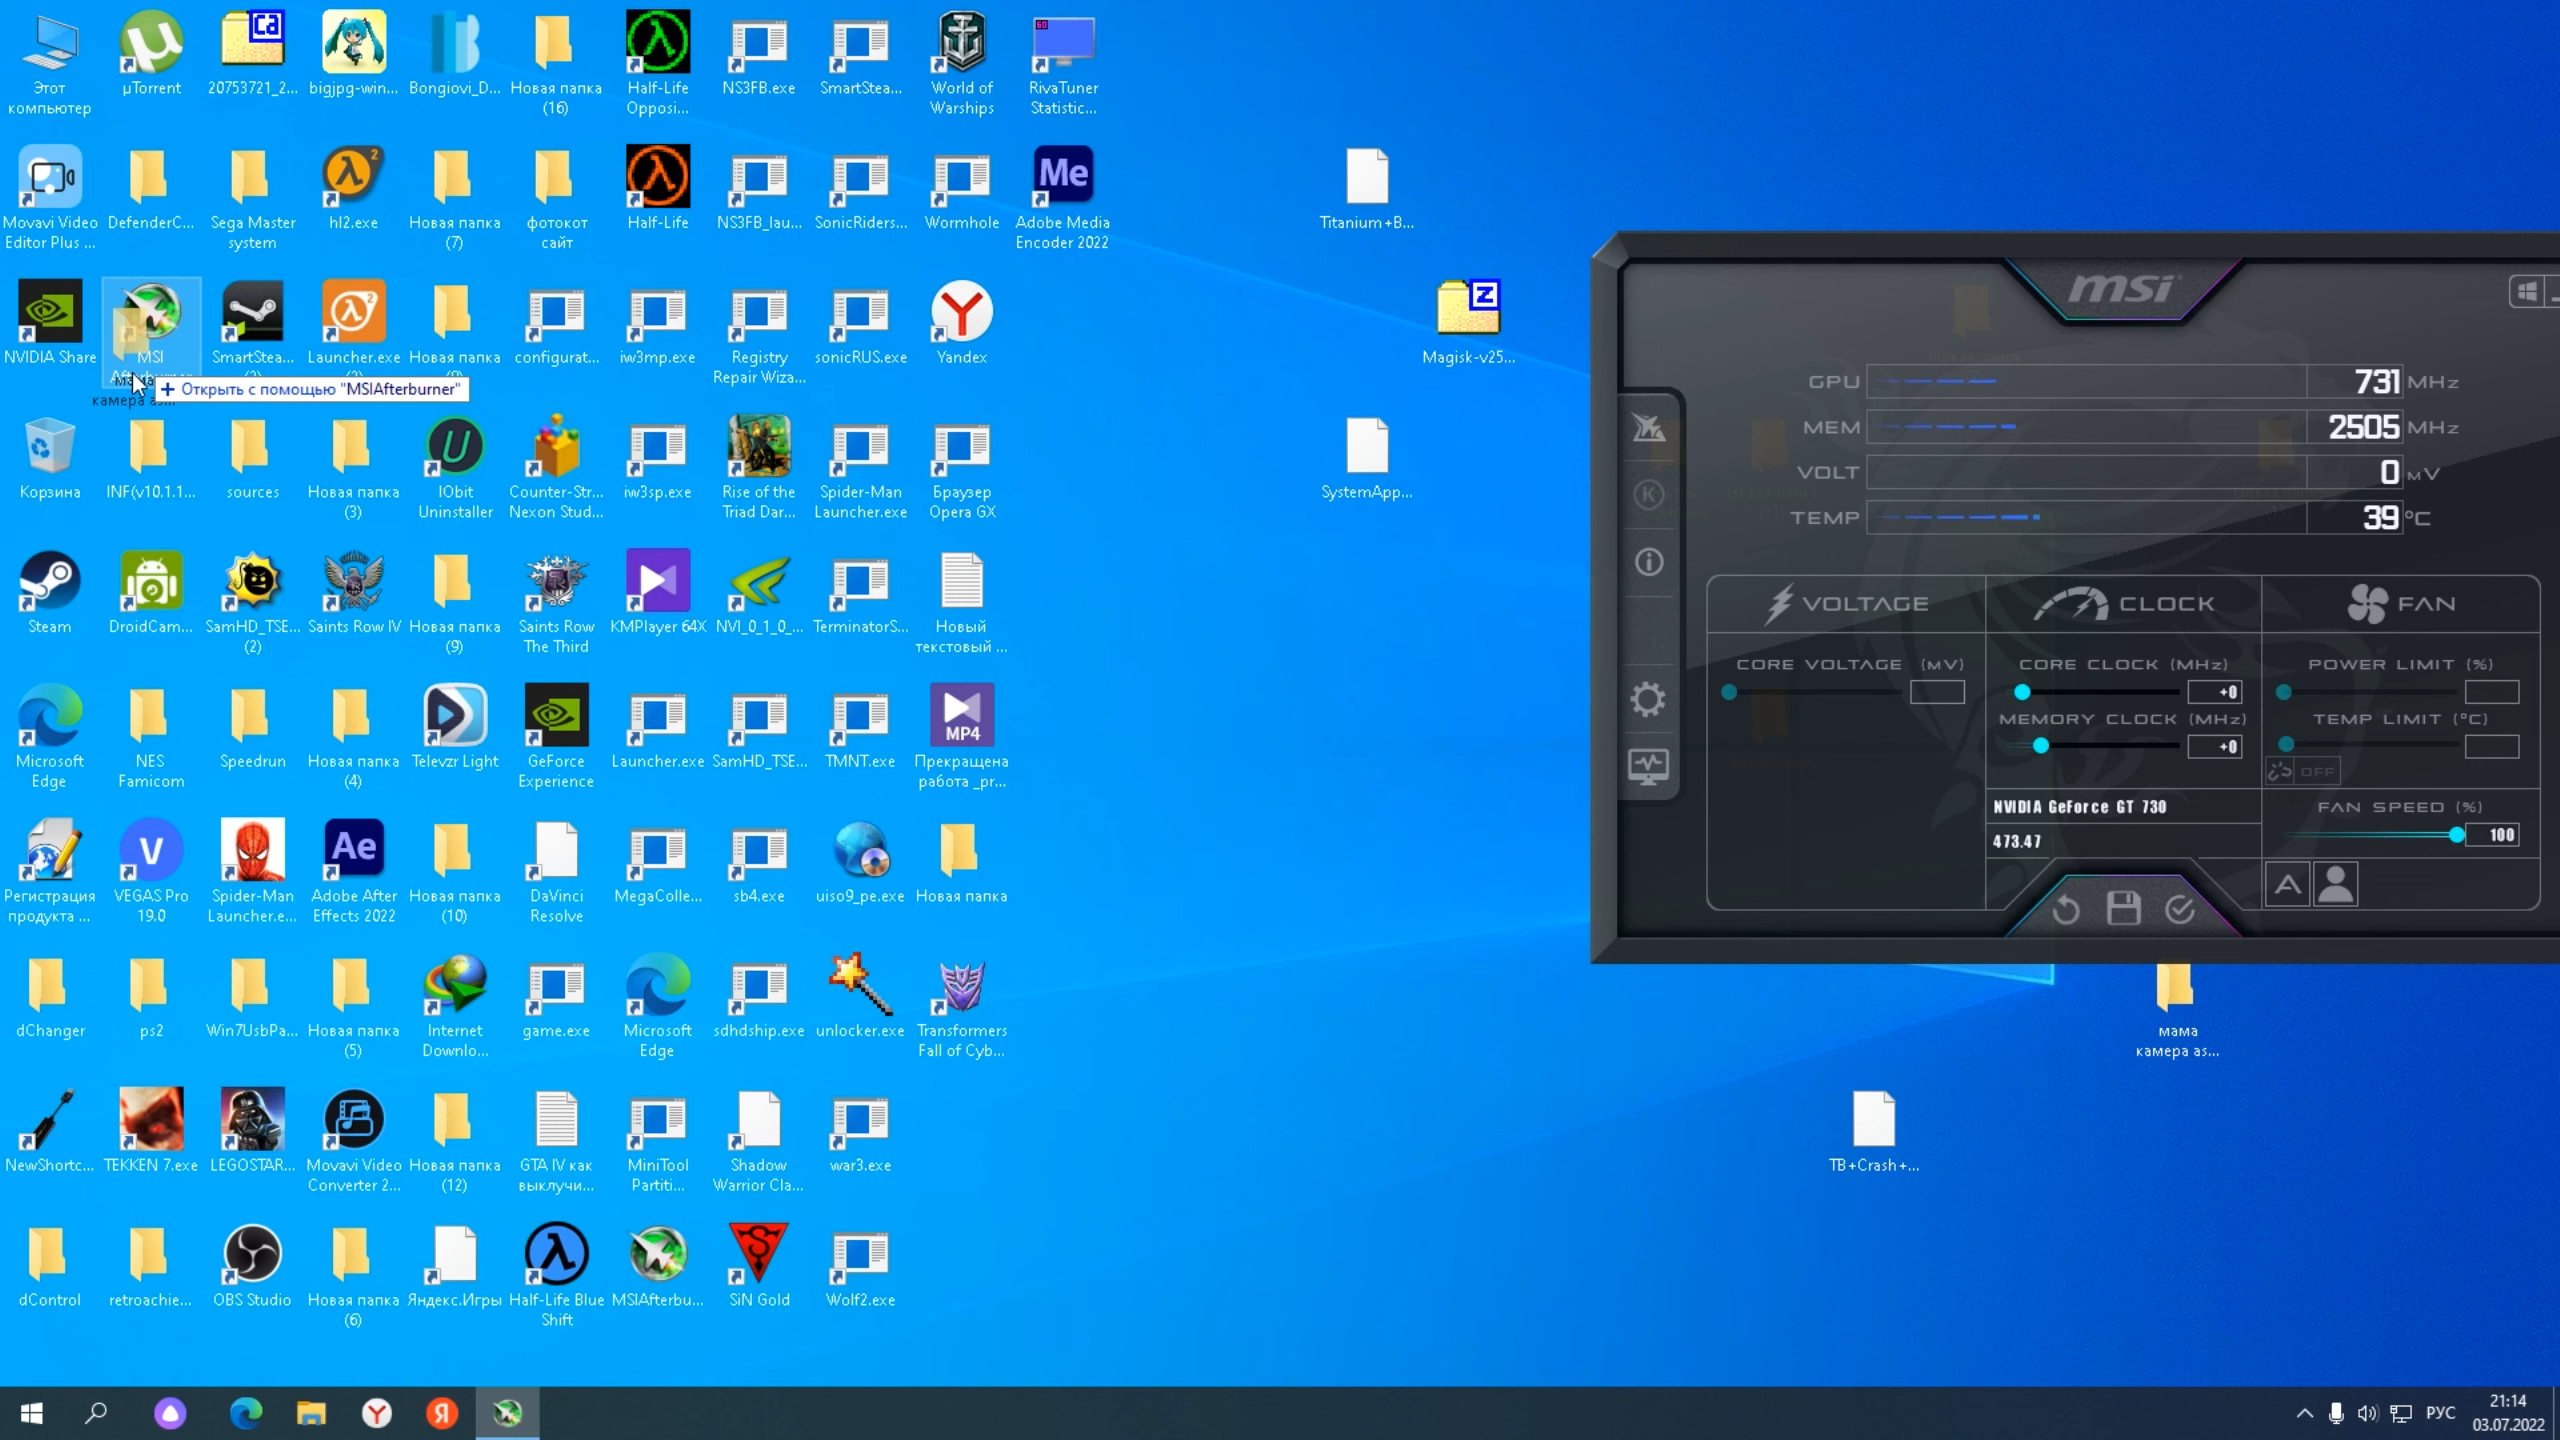 Этот компьютер
µTorrent
20753721_2...
bigjpg-win...
Bongiovi_D...
Новая папка (16)
Half-Life Opposi...
NS3FB.exe
SmartStea...
World of Warships
RivaTuner Statistic...
Movavi Video Editor Plus ...
DefenderC...
Sega Master system
hl2.exe
Новая папка (7)
фотокот сайт
Half-Life
NS3FB_lau...
SonicRiders...
Wormhole
Adobe Media Encoder 2022
Titanium+B...
NVIDIA Share
MSI
SmartStea...
Launcher.exe
Новая папка
configurat...
iw3mp.exe
Registry Repair Wiza...
sonicRUS.exe
Yandex
Magisk-v25...
камера as...
Открыть с помощью "MSIAfterburner"
Корзина
INF(v10.1.1...
sources
Новая папка (3)
IObit Uninstaller
Counter-Str... Nexon Stud...
iw3sp.exe
Rise of the Triad Dar...
Spider-Man Launcher.exe
Браузер Opera GX
SystemApp...
Steam
DroidCam...
SamHD_TSE... (2)
Saints Row IV
Новая папка (9)
Saints Row The Third
KMPlayer 64X
NVI_0_1_0_...
TerminatorS...
Новый текстовый ...
Microsoft Edge
NES Famicom
Speedrun
Новая папка (4)
Televzr Light
GeForce Experience
Launcher.exe
SamHD_TSE...
TMNT.exe
MP4
Прекращена работа _pr...
Регистрация продукта ...
VEGAS Pro 19.0
Spider-Man Launcher.e...
Adobe After Effects 2022
Новая папка (10)
DaVinci Resolve
MegaColle...
sb4.exe
uiso9_pe.exe
Новая папка
dChanger
ps2
Win7UsbPa...
Новая папка (5)
Internet Downlo...
game.exe
Microsoft Edge
sdhdship.exe
unlocker.exe
Transformers Fall of Cyb...
мама камера as...
NewShortc...
TEKKEN 7.exe
LEGOSTAR...
Movavi Video Converter 2...
Новая папка (12)
GTA IV как выключи...
MiniTool Partiti...
Shadow Warrior Cla...
war3.exe
TB+Crash+...
dControl
retroachie...
OBS Studio
Новая папка (6)
Яндекс.Игры
Half-Life Blue Shift
MSIAfterbu...
SiN Gold
Wolf2.exe
msi
GPU 731 MHz
MEM 2505 MHz
VOLT 0 mV
TEMP 39 °C
VOLTAGE
CLOCK
FAN
CORE VOLTAGE (MV)
CORE CLOCK (MHz)
+0
POWER LIMIT (%)
MEMORY CLOCK (MHz)
+0
TEMP LIMIT (°C)
OFF
NVIDIA GeForce GT 730
473.47
FAN SPEED (%)
100
A
РУС
21:14
03.07.2022